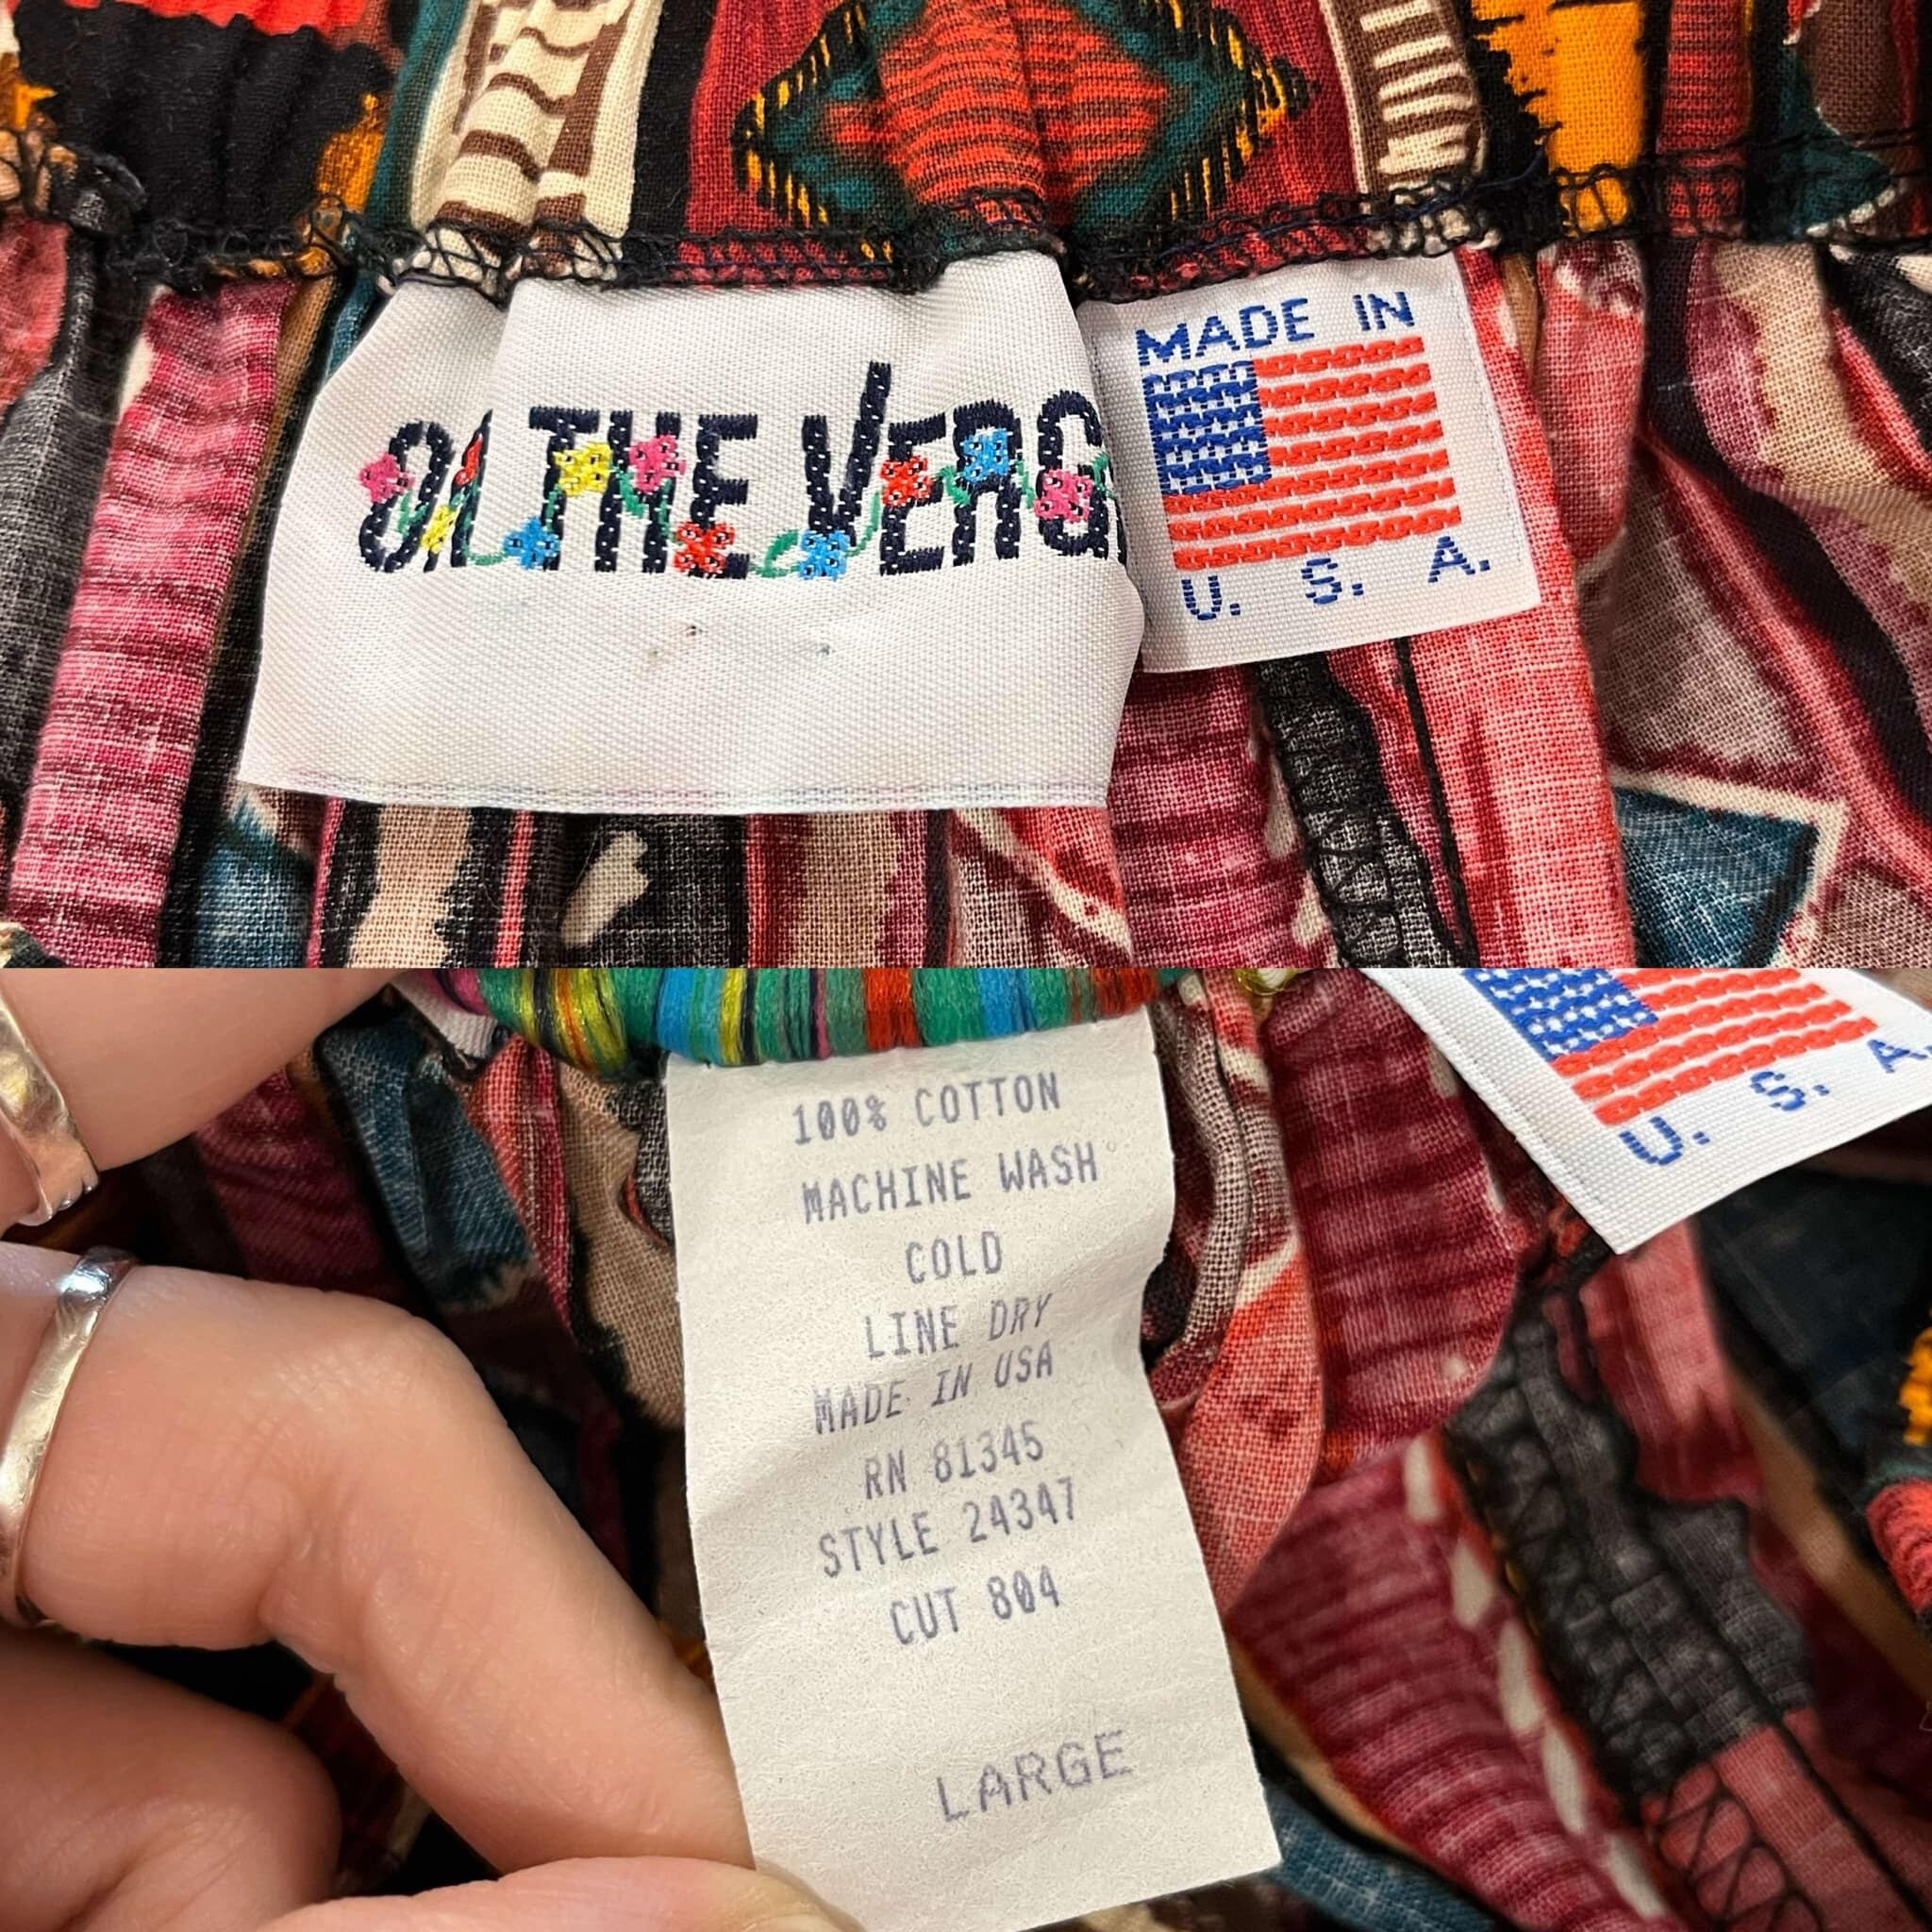 ON THE VERG
MADE IN
U. S. A.
U. S. A.
100% COTTON
MACHINE WASH
COLD
LINE DRY
MADE IN USA
RN 81345
STYLE 24347
CUT 804
LARGE